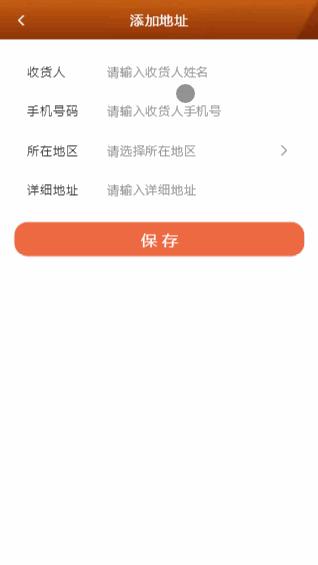 添加地址
收货人 请输入收货人姓名
手机号码 请输入收货人手机号
所在地区 请选择所在地区
详细地址 请输入详细地址
保存